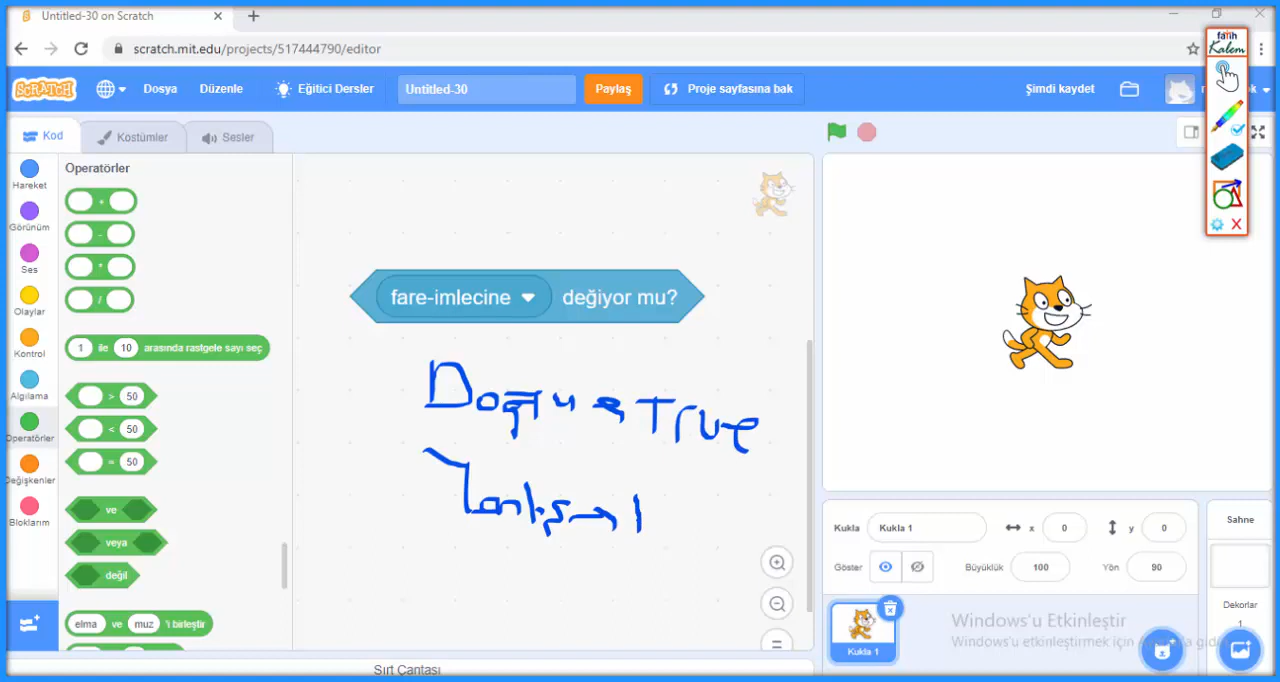 Untitled-30 on Scratch
scratch.mit.edu/projects/517444790/editor
fatih
Kalem
SCRATCH
Dosya
Düzenle
Eğitici Dersler
Untitled-30
Paylaş
Proje sayfasına bak
Şimdi kaydet
Kod
Kostümler
Sesler
Hareket
Görünüm
Ses
Olaylar
Kontrol
Algılama
Operatörler
Değişkenler
Bloklarım
Operatörler
+
-
*
/
1 ile 10 arasında rastgele sayı seç
> 50
< 50
= 50
ve
veya
değil
elma ve muz 'i birleştir
fare-imlecine değiyor mu?
Doğru → True
Yanlış → 1
Sırt Çantası
Kukla Kukla 1 x 0 y 0
Göster Büyüklük 100 Yön 90
Kukla 1
Sahne
Dekorlar
1
Windows'u Etkinleştir
Windows'u etkinleştirmek için